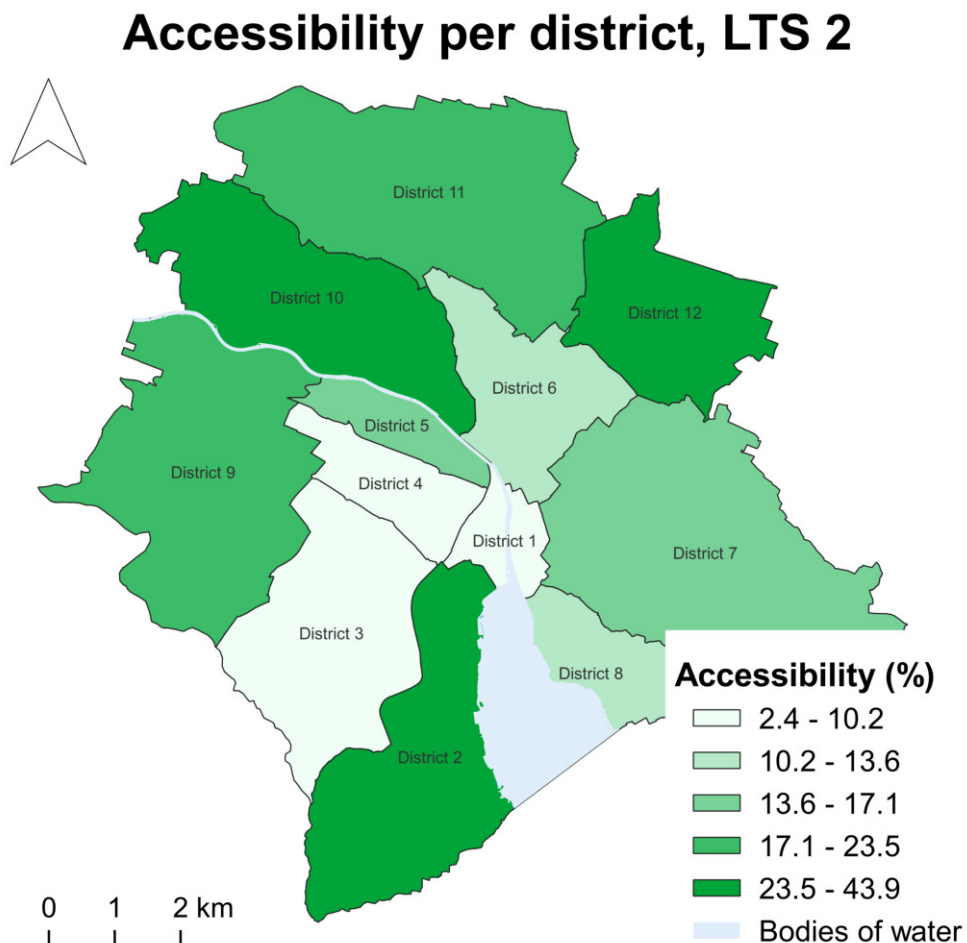 Accessibility per district, LTS 2
District 11
District 10
District 12
District 6
District 5
District 9
District 4
District 1
District 7
District 3
District 8
District 2
Accessibility (%)
2.4 - 10.2
10.2 - 13.6
13.6 - 17.1
17.1 - 23.5
23.5 - 43.9
Bodies of water
0 1 2 km